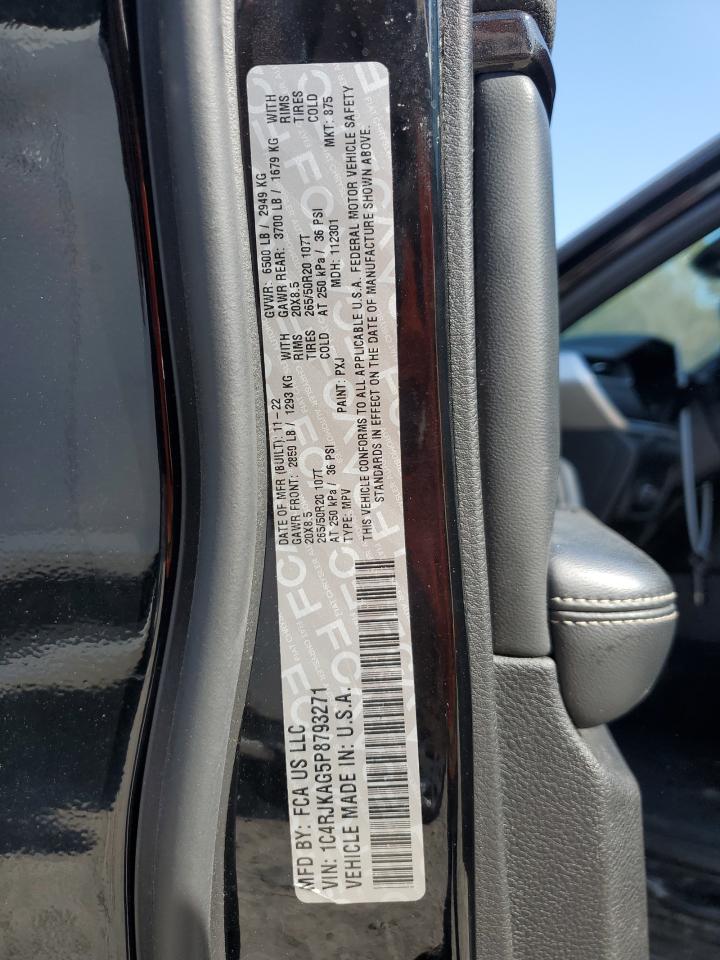 MFD BY: FCA US LLC
DATE OF MFR (BUILT): 11-22
GVWR: 6500 LB / 2949 KG
GAWR FRONT: 2850 LB / 1293 KG WITH
GAWR REAR: 3700 LB / 1679 KG WITH
20X8.5 RIMS
20X8.5 RIMS
265/50R20 107T TIRES
265/50R20 107T TIRES
AT 250 kPa / 36 PSI COLD
AT 250 kPa / 36 PSI COLD
VIN: 1C4RJKAG5P8793271
TYPE: MPV
PAINT: PXJ
MDH: 112301
MKT: 875
VEHICLE MADE IN: U.S.A.
THIS VEHICLE CONFORMS TO ALL APPLICABLE U.S.A. FEDERAL MOTOR VEHICLE SAFETY
STANDARDS IN EFFECT ON THE DATE OF MANUFACTURE SHOWN ABOVE.